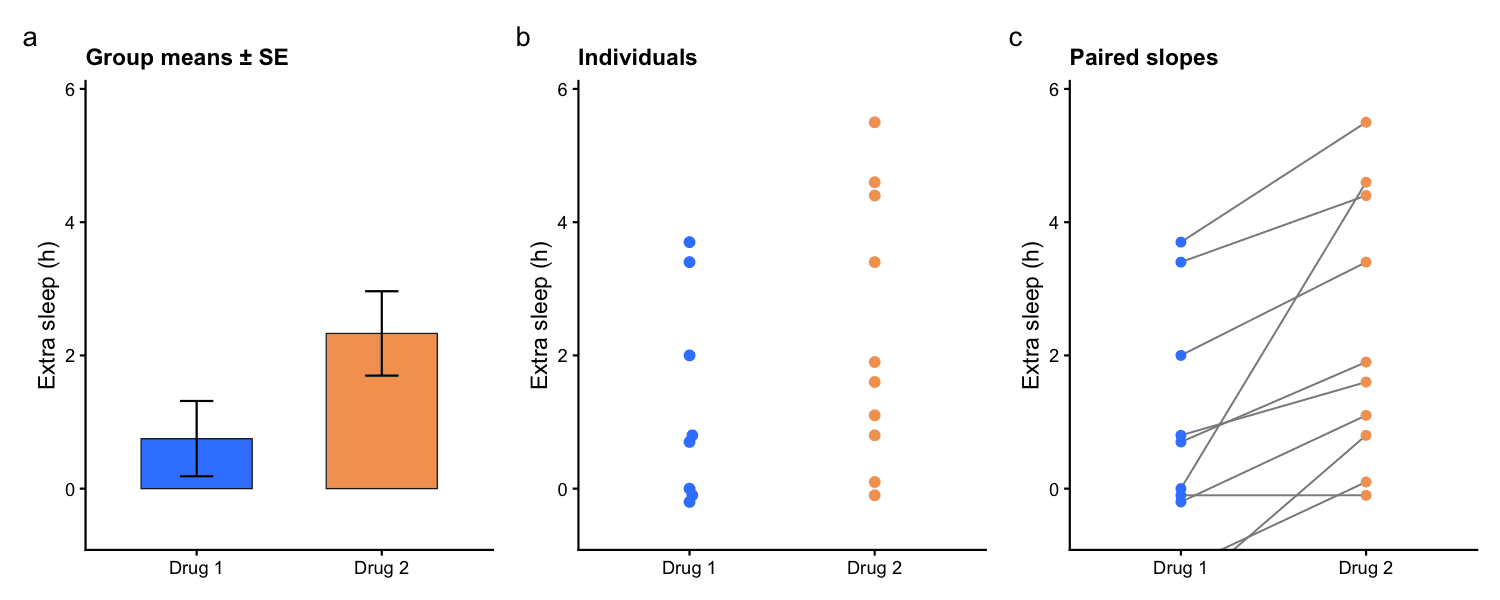 a
Group means ± SE
Extra sleep (h)
6
4
2
0
Drug 1
Drug 2
b
Individuals
Extra sleep (h)
6
4
2
0
Drug 1
Drug 2
c
Paired slopes
Extra sleep (h)
6
4
2
0
Drug 1
Drug 2